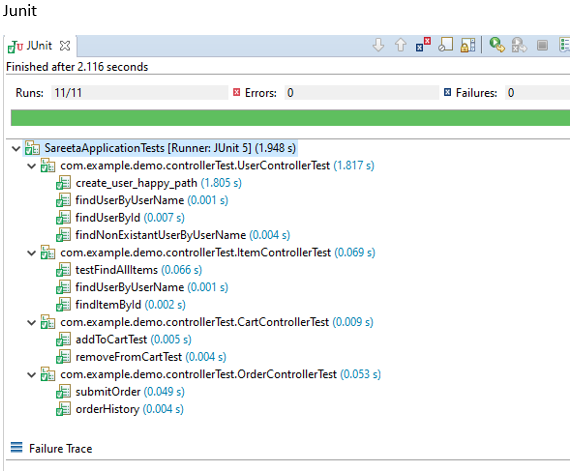 Junit
JUnit
Finished after 2.116 seconds
Runs: 11/11 Errors: 0 Failures: 0
SareetaApplicationTests [Runner: JUnit 5] (1.948 s)
com.example.demo.controllerTest.UserControllerTest (1.817 s)
create_user_happy_path (1.805 s)
findUserByUserName (0.001 s)
findUserById (0.007 s)
findNonExistantUserByUserName (0.004 s)
com.example.demo.controllerTest.ItemControllerTest (0.069 s)
testFindAllItems (0.066 s)
findUserByUserName (0.001 s)
findItemById (0.002 s)
com.example.demo.controllerTest.CartControllerTest (0.009 s)
addToCartTest (0.005 s)
removeFromCartTest (0.004 s)
com.example.demo.controllerTest.OrderControllerTest (0.053 s)
submitOrder (0.049 s)
orderHistory (0.004 s)
Failure Trace